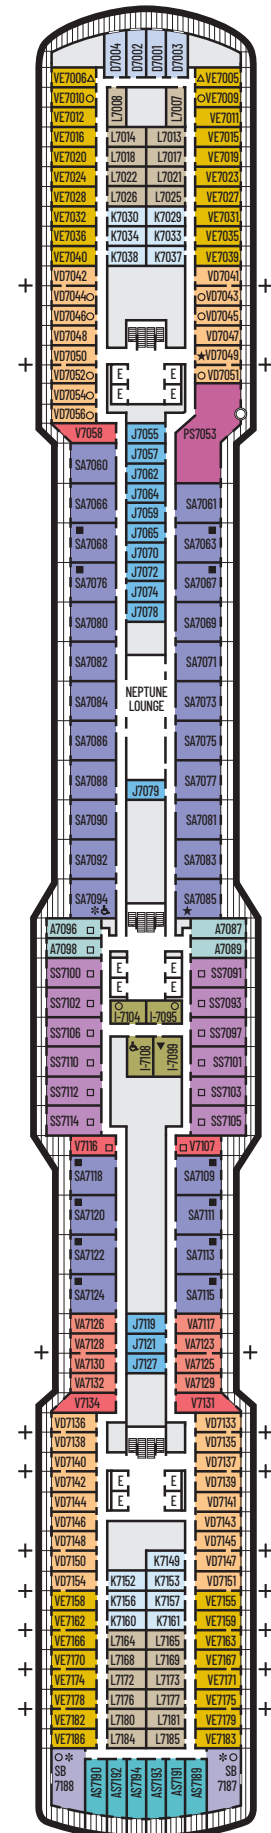 D7004 D7002 D7001 D7003
VE7006 VE7005
VE7010 L7008 L7007 VE7009
VE7012 VE7011
VE7016 L7014 L7013 VE7015
VE7020 L7018 L7017 VE7019
VE7024 L7022 L7021 VE7023
VE7028 L7026 L7025 VE7027
VE7032 K7030 K7029 VE7031
VE7036 K7034 K7033 VE7035
VE7040 K7038 K7037 VE7039
VD7042 VD7041
VD7044 VD7043
VD7046 VD7045
VD7048 VD7047
VD7050 VD7049
VD7052 E E VD7051
VD7054 E E
VD7056
V7058 J7055 PS7053
J7057
SA7060 J7062
J7064
SA7066 J7059 SA7061
J7065
SA7068 J7070 SA7063
J7072
SA7076 J7074 SA7067
J7078
SA7080 SA7069
SA7082 SA7071
SA7084 NEPTUNE SA7073
LOUNGE
SA7086 SA7075
SA7088 J7079 SA7077
SA7090 SA7081
SA7092 SA7083
SA7094 SA7085
A7096 A7087
A7098 A7089
SS7100 E E SS7091
SS7102 E E SS7093
I-7104 I-7095
SS7106 SS7097
SS7110 I-7108 I-7099 SS7101
SS7112 SS7103
SS7114 SS7105
V7116 V7107
SA7118 SA7109
SA7120 SA7111
SA7122 SA7113
SA7124 SA7115
VA7126 J7119 VA7117
VA7128 J7121 VA7123
VA7130 J7127 VA7125
VA7132 VA7129
V7134 V7131
VD7136 VD7133
VD7138 VD7135
VD7140 VD7137
VD7142 E E VD7139
VD7144 E E VD7141
VD7146 VD7143
VD7148 VD7145
VD7150 K7149 VD7147
VD7154 K7152 K7153 VD7151
VE7158 K7156 K7157 VE7155
VE7162 K7160 K7161 VE7159
VE7166 L7164 L7165 VE7163
VE7170 L7168 L7169 VE7167
VE7174 L7172 L7173 VE7171
VE7178 L7176 L7177 VE7175
VE7182 L7180 L7181 VE7179
VE7186 L7184 L7185 VE7183
SB
7188
AS7190 AS7192 AS7194 AS7193 AS7191 AS7189
SB
7187